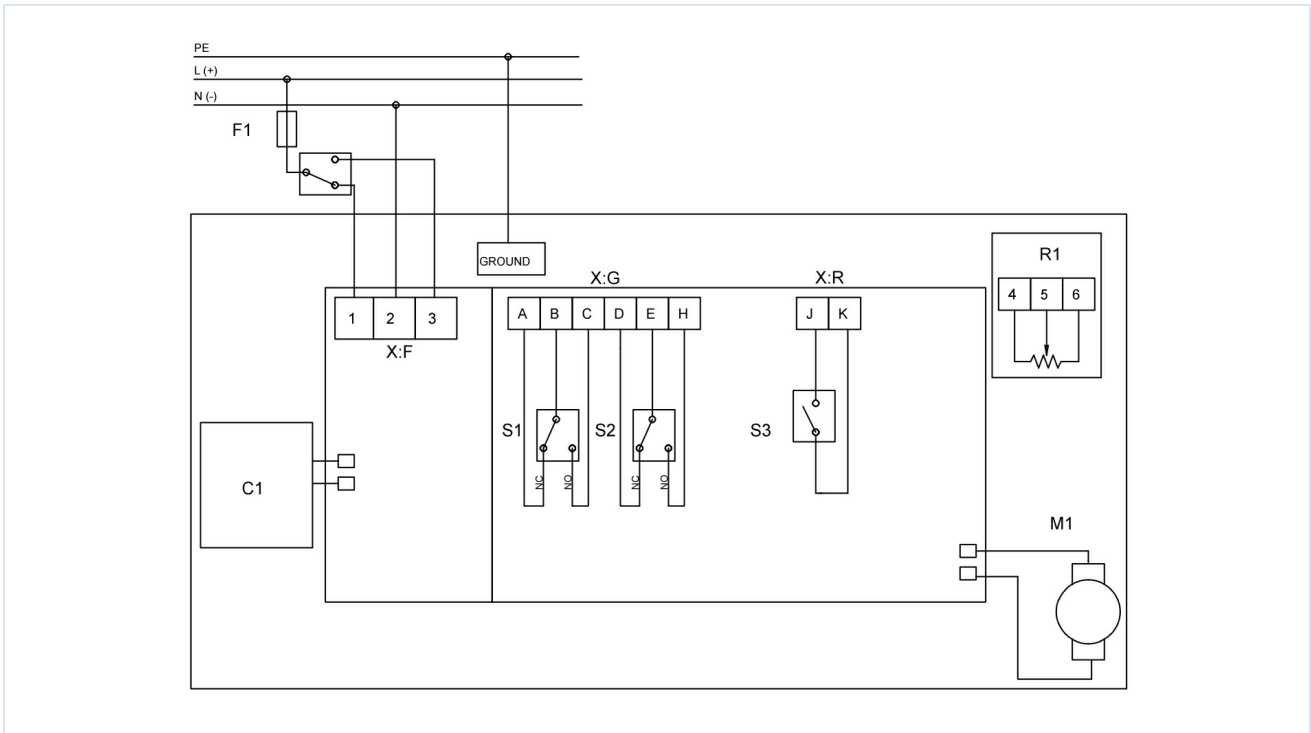 PE
L (+)
N (-)
F1
GROUND
R1
X:G
X:R
4 5 6
1 2 3
A B C D E H
J K
X:F
S1
S2
S3
NC
NO
NC
NO
C1
M1